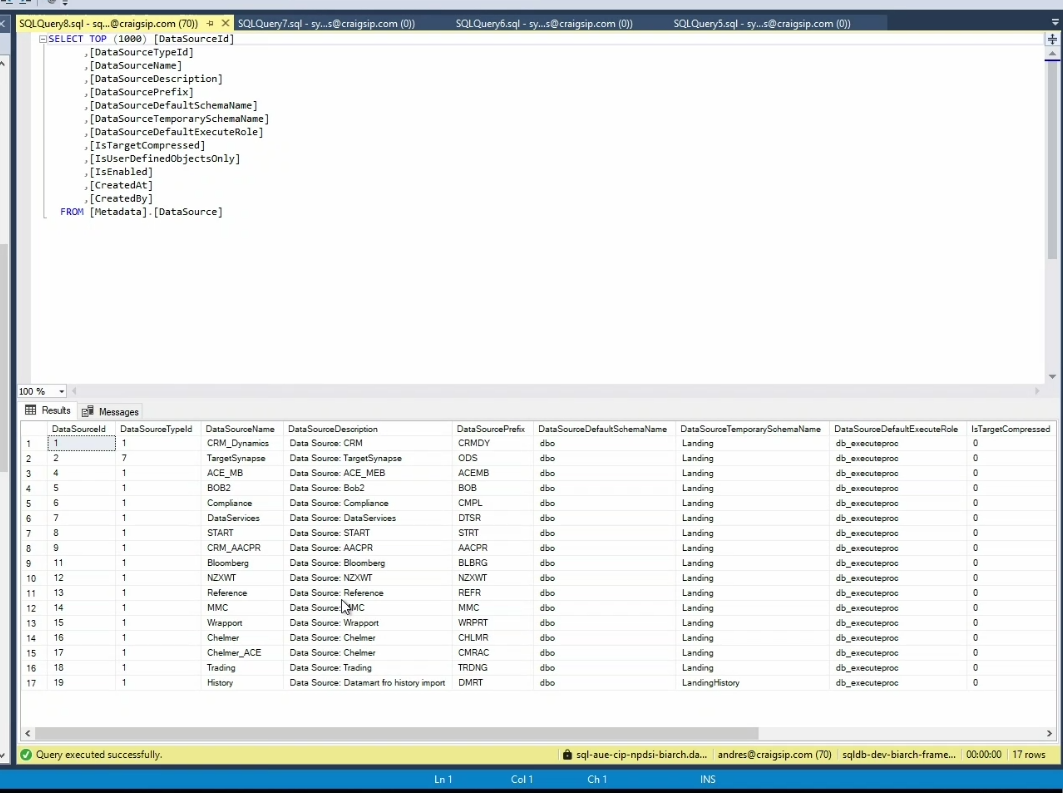 SQLQuery8.sql - sq...@craigsip.com (70)) SQLQuery7.sql - sy...s@craigsip.com (0)) SQLQuery6.sql - sy...s@craigsip.com (0)) SQLQuery5.sql - sy...s@craigsip.com (0))
SELECT TOP (1000) [DataSourceId]
,[DataSourceTypeId]
,[DataSourceName]
,[DataSourceDescription]
,[DataSourcePrefix]
,[DataSourceDefaultSchemaName]
,[DataSourceTemporarySchemaName]
,[DataSourceDefaultExecuteRole]
,[IsTargetCompressed]
,[IsUserDefinedObjectsOnly]
,[IsEnabled]
,[CreatedAt]
,[CreatedBy]
FROM [Metadata].[DataSource]
100 %
Results Messages
DataSourceId DataSourceTypeId DataSourceName DataSourceDescription DataSourcePrefix DataSourceDefaultSchemaName DataSourceTemporarySchemaName DataSourceDefaultExecuteRole IsTargetCompressed
1 1 1 CRM_Dynamics Data Source: CRM CRMDY dbo Landing db_executeproc 0
2 2 7 TargetSynapse Data Source: TargetSynapse ODS dbo Landing db_executeproc 0
3 4 1 ACE_MB Data Source: ACE_MEB ACEMB dbo Landing db_executeproc 0
4 5 1 BOB2 Data Source: Bob2 BOB dbo Landing db_executeproc 0
5 6 1 Compliance Data Source: Compliance CMPL dbo Landing db_executeproc 0
6 7 1 DataServices Data Source: DataServices DTSR dbo Landing db_executeproc 0
7 8 1 START Data Source: START STRT dbo Landing db_executeproc 0
8 9 1 CRM_AACPR Data Source: AACPR AACPR dbo Landing db_executeproc 0
9 11 1 Bloomberg Data Source: Bloomberg BLBRG dbo Landing db_executeproc 0
10 12 1 NZXWT Data Source: NZXWT NZXWT dbo Landing db_executeproc 0
11 13 1 Reference Data Source: Reference REFR dbo Landing db_executeproc 0
12 14 1 MMC Data Source: MMC MMC dbo Landing db_executeproc 0
13 15 1 Wrapport Data Source: Wrapport WRPRT dbo Landing db_executeproc 0
14 16 1 Chelmer Data Source: Chelmer CHLMR dbo Landing db_executeproc 0
15 17 1 Chelmer_ACE Data Source: Chelmer CMRAC dbo Landing db_executeproc 0
16 18 1 Trading Data Source: Trading TRDNG dbo Landing db_executeproc 0
17 19 1 History Data Source: Datamart fro history import DMRT dbo LandingHistory db_executeproc 0
Query executed successfully. sql-aue-cip-npdsi-biarch.da... andres@craigsip.com (70) sqldb-dev-biarch-frame... 00:00:00 17 rows
Ln 1 Col 1 Ch 1 INS